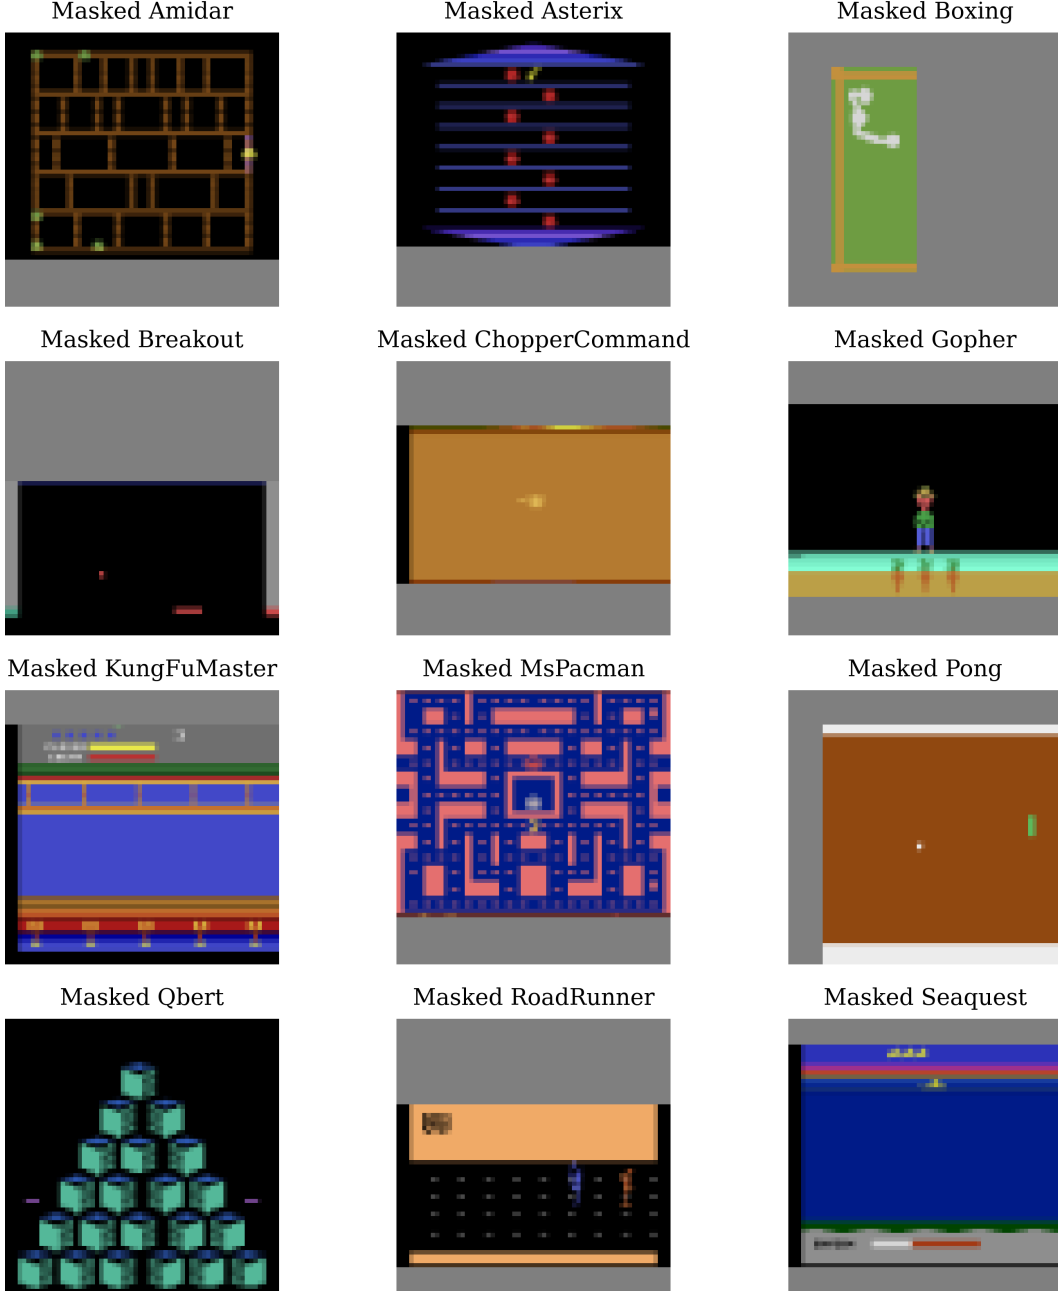 Masked Amidar
Masked Asterix
Masked Boxing
Masked Breakout
Masked ChopperCommand
Masked Gopher
Masked KungFuMaster
Masked MsPacman
Masked Pong
Masked Qbert
Masked RoadRunner
Masked Seaquest